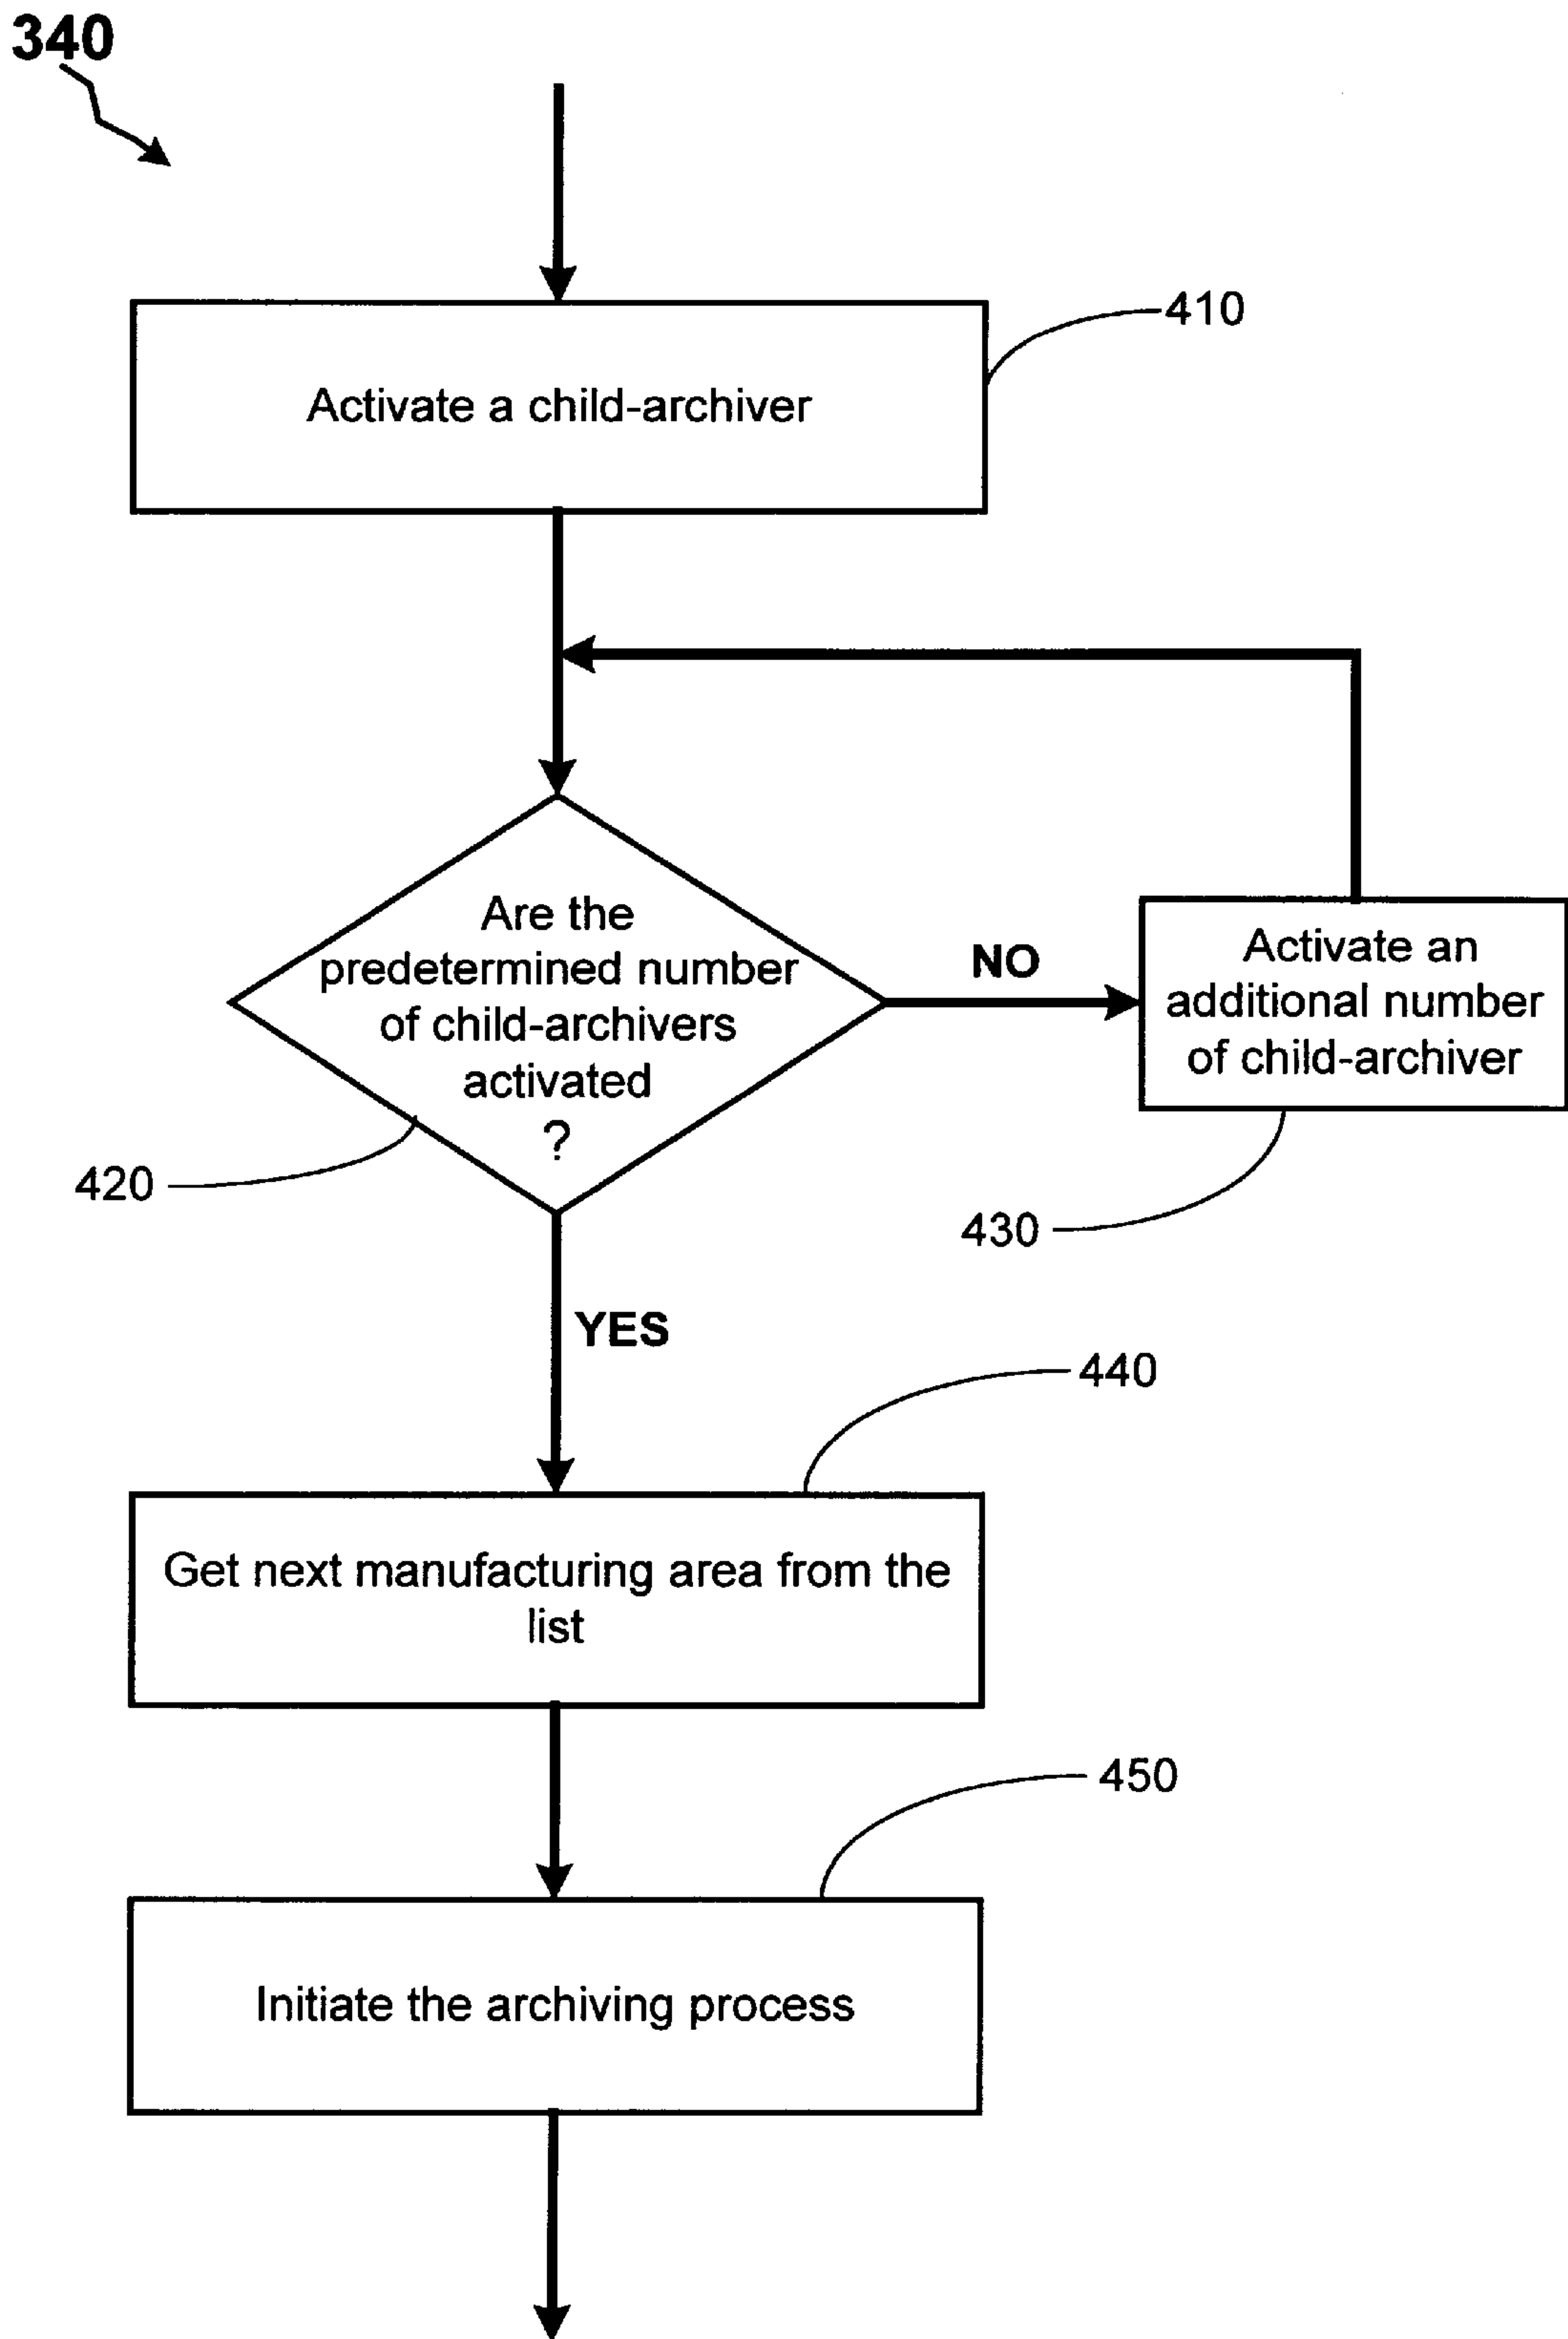 340
410
Activate a child-archiver
Are the
predetermined number
of child-archivers
activated
?
NO
Activate an
additional number
of child-archiver
420
430
YES
440
Get next manufacturing area from the
list
450
Initiate the archiving process